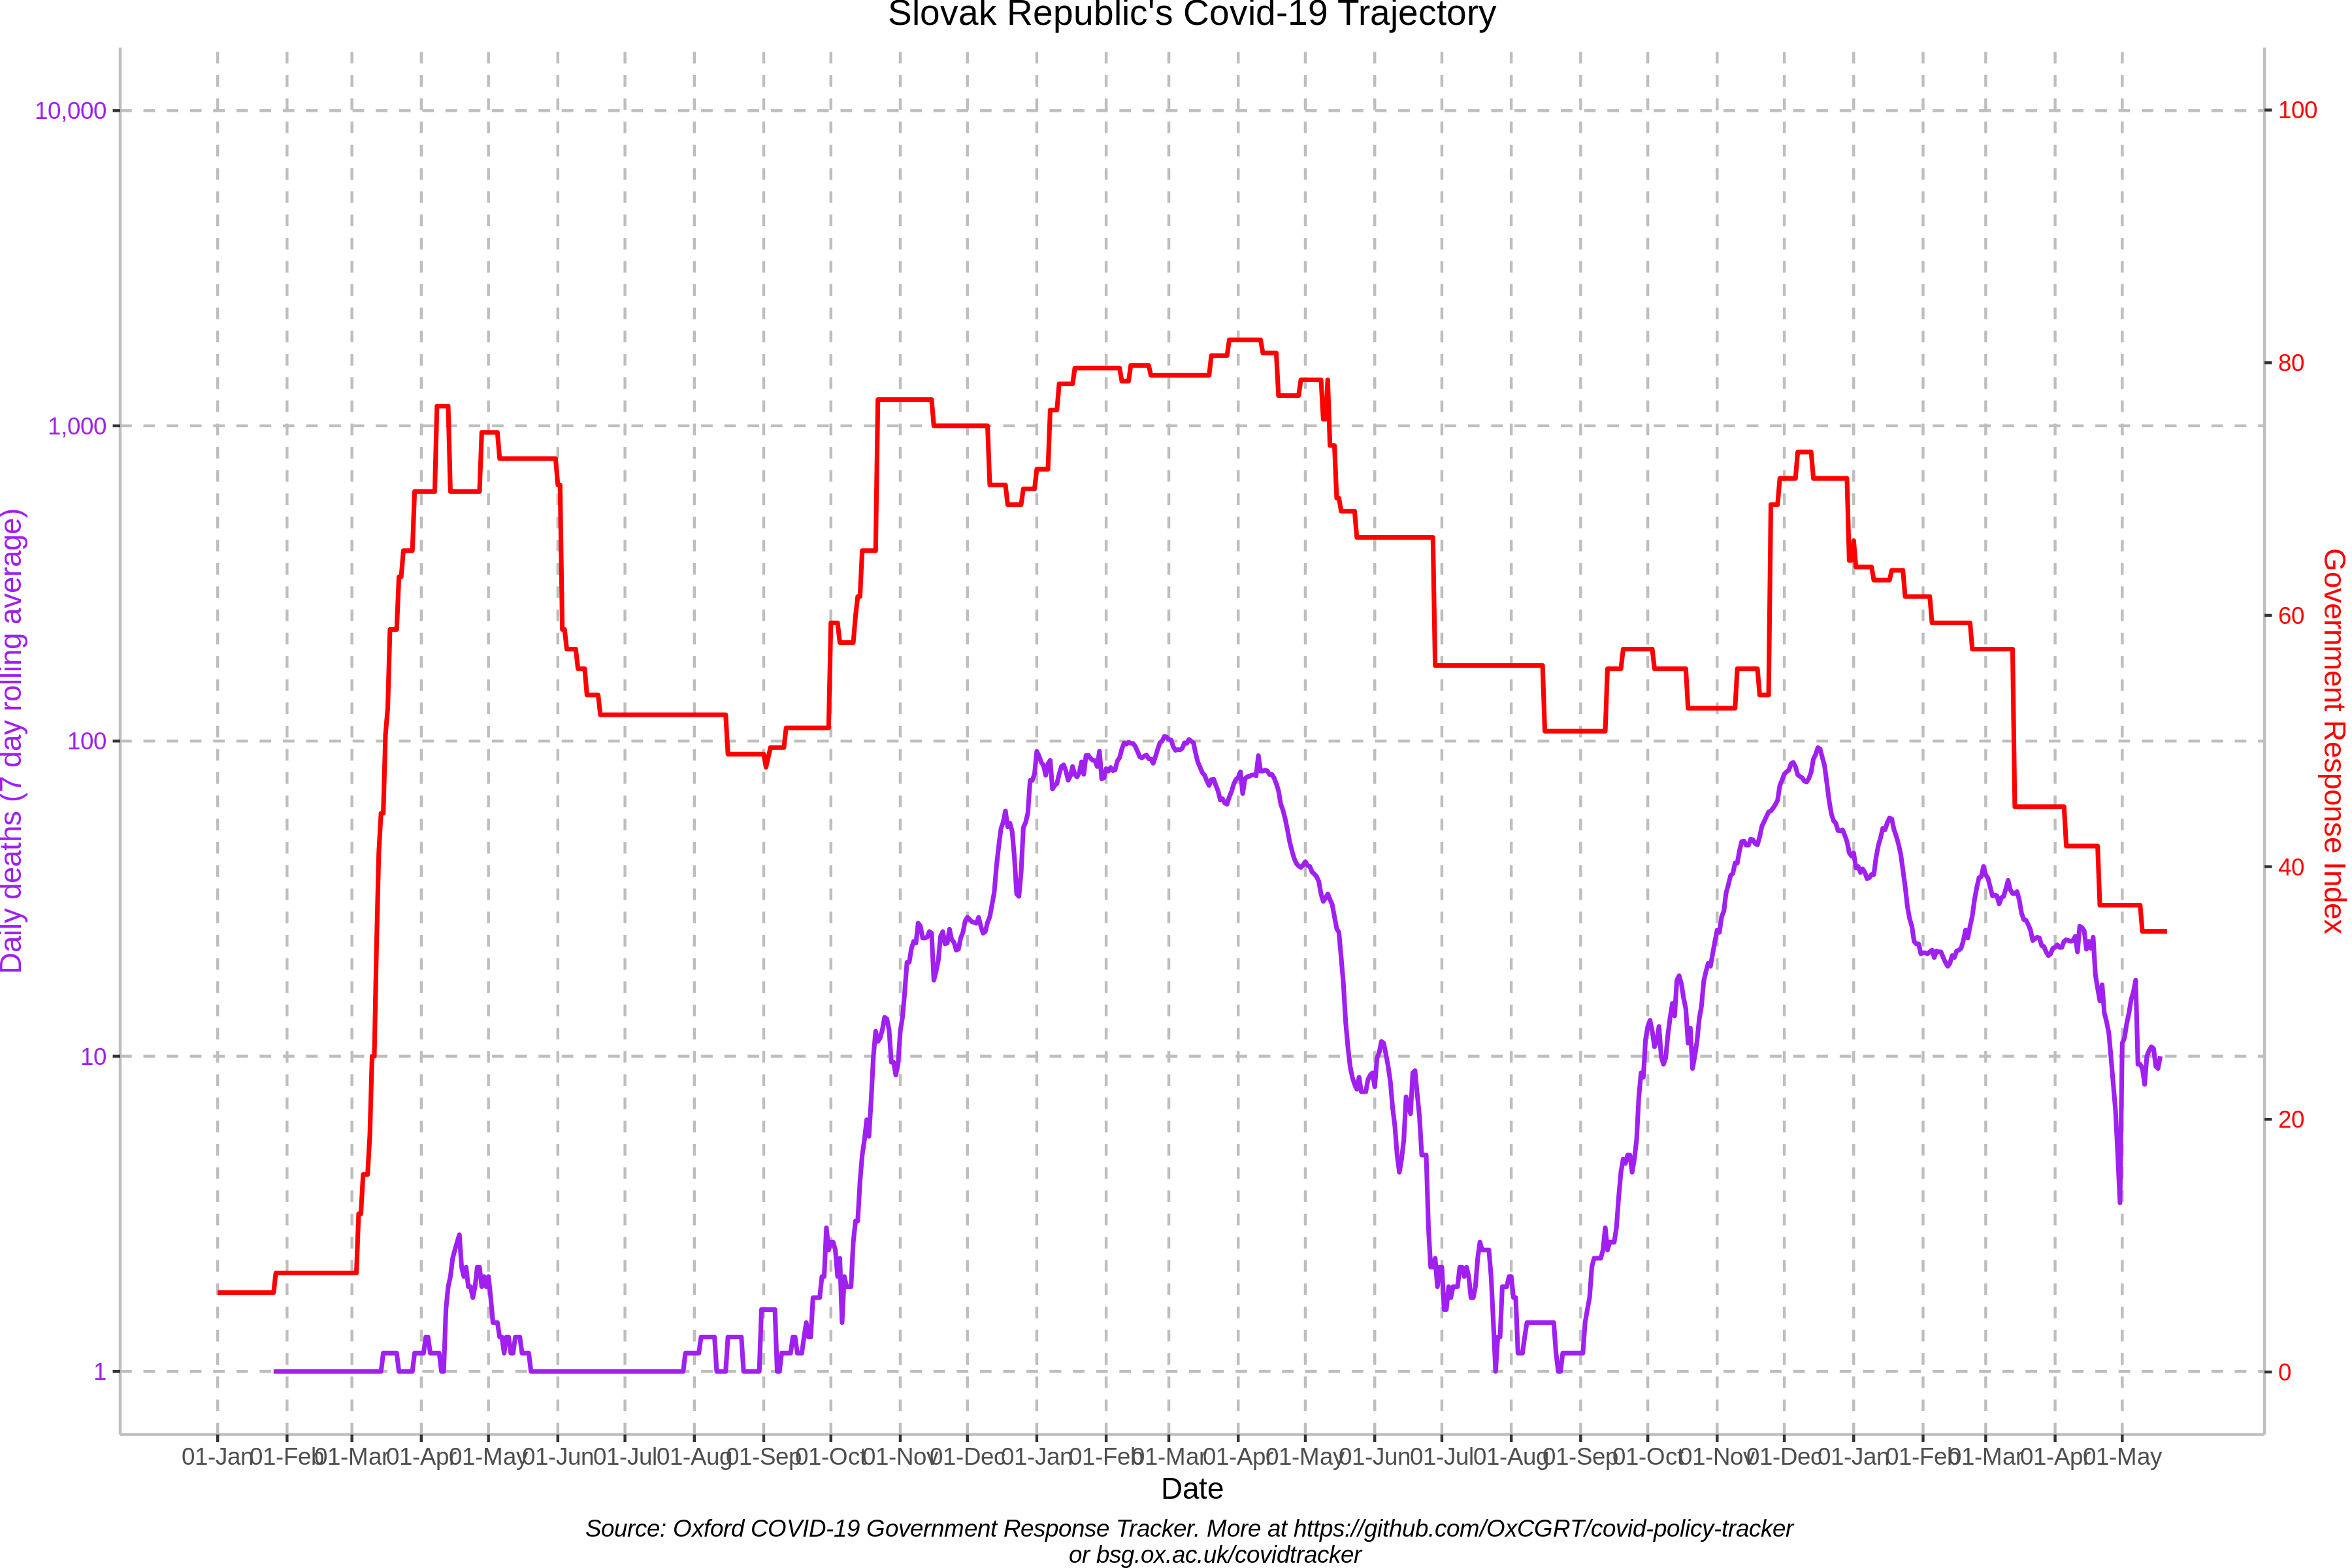 Slovak Republic's Covid-19 Trajectory
10,000
1,000
100
10
1
Daily deaths (7 day rolling average)
100
80
60
40
20
0
Government Response Index
01-Jan 01-Feb 01-Mar 01-Apr 01-May 01-Jun 01-Jul 01-Aug 01-Sep 01-Oct 01-Nov 01-Dec 01-Jan 01-Feb 01-Mar 01-Apr 01-May 01-Jun 01-Jul 01-Aug 01-Sep 01-Oct 01-Nov 01-Dec 01-Jan 01-Feb 01-Mar 01-Apr 01-May
Date
Source: Oxford COVID-19 Government Response Tracker. More at https://github.com/OxCGRT/covid-policy-tracker
or bsg.ox.ac.uk/covidtracker